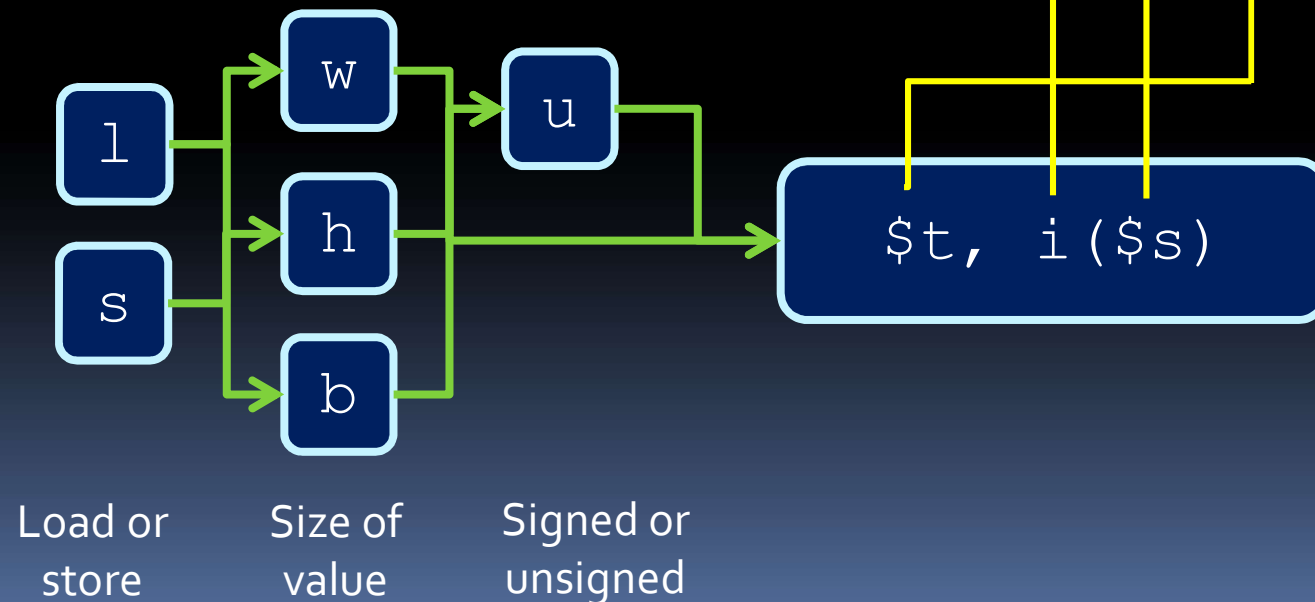 l
s
w
h
b
u
$t, i($s)
Load or
store
Size of
value
Signed or
unsigned